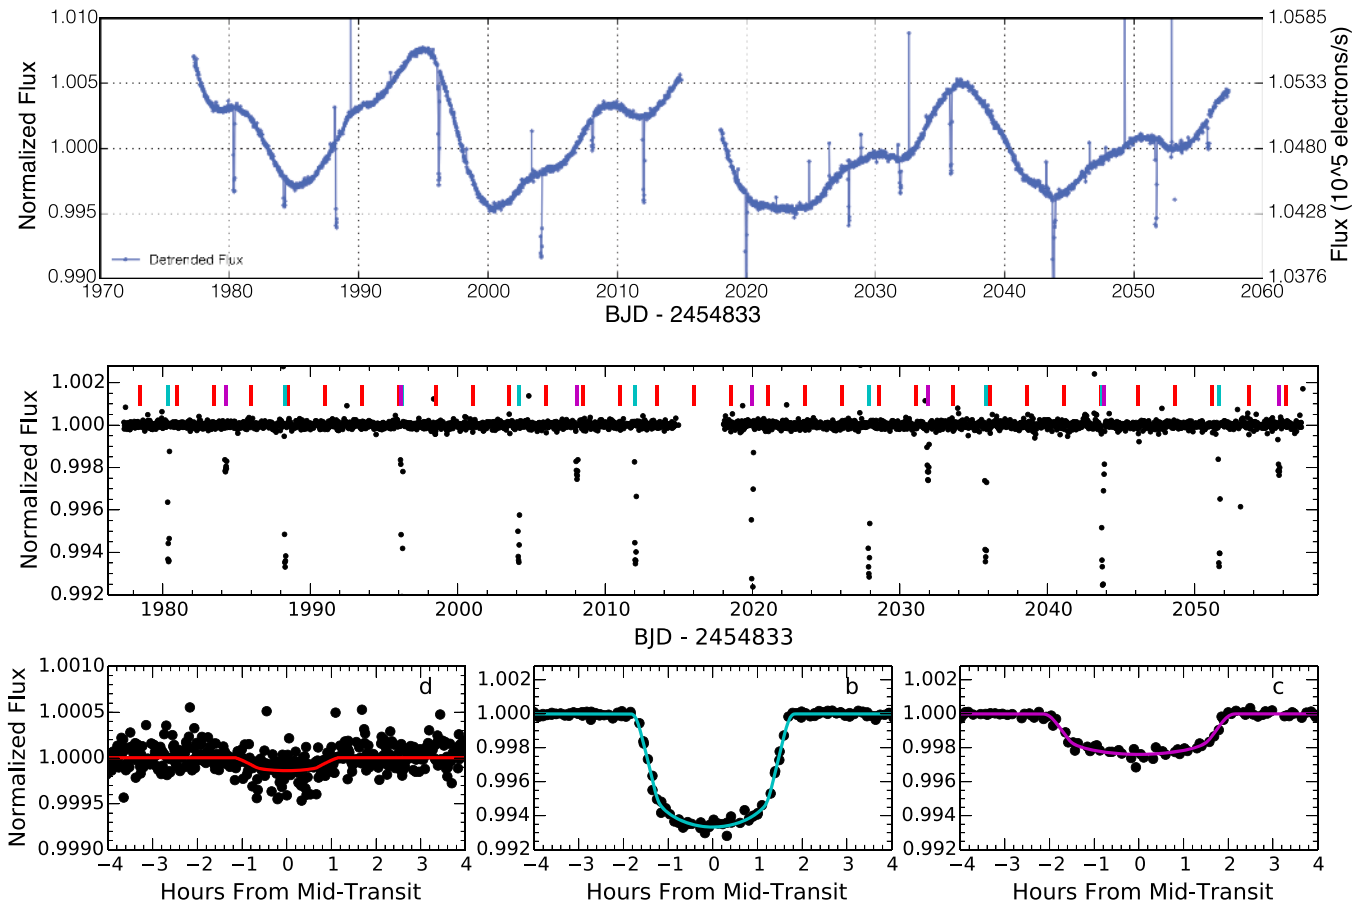 1.010
1.005
1.000
0.995
0.990
Normalized Flux
1.0585
1.0533
1.0480
1.0428
1.0376
Flux (10^5 electrons/s)
Detrended Flux
1970 1980 1990 2000 2010 2020 2030 2040 2050 2060
BJD - 2454833
1.002
1.000
0.998
0.996
0.994
0.992
Normalized Flux
1980 1990 2000 2010 2020 2030 2040 2050
BJD - 2454833
1.0010
1.0005
1.0000
0.9995
0.9990
Normalized Flux
d
−4 −3 −2 −1 0 1 2 3 4
Hours From Mid-Transit
1.002
1.000
0.998
0.996
0.994
0.992
b
−4 −3 −2 −1 0 1 2 3 4
Hours From Mid-Transit
1.002
1.000
0.998
0.996
0.994
0.992
c
−4 −3 −2 −1 0 1 2 3 4
Hours From Mid-Transit